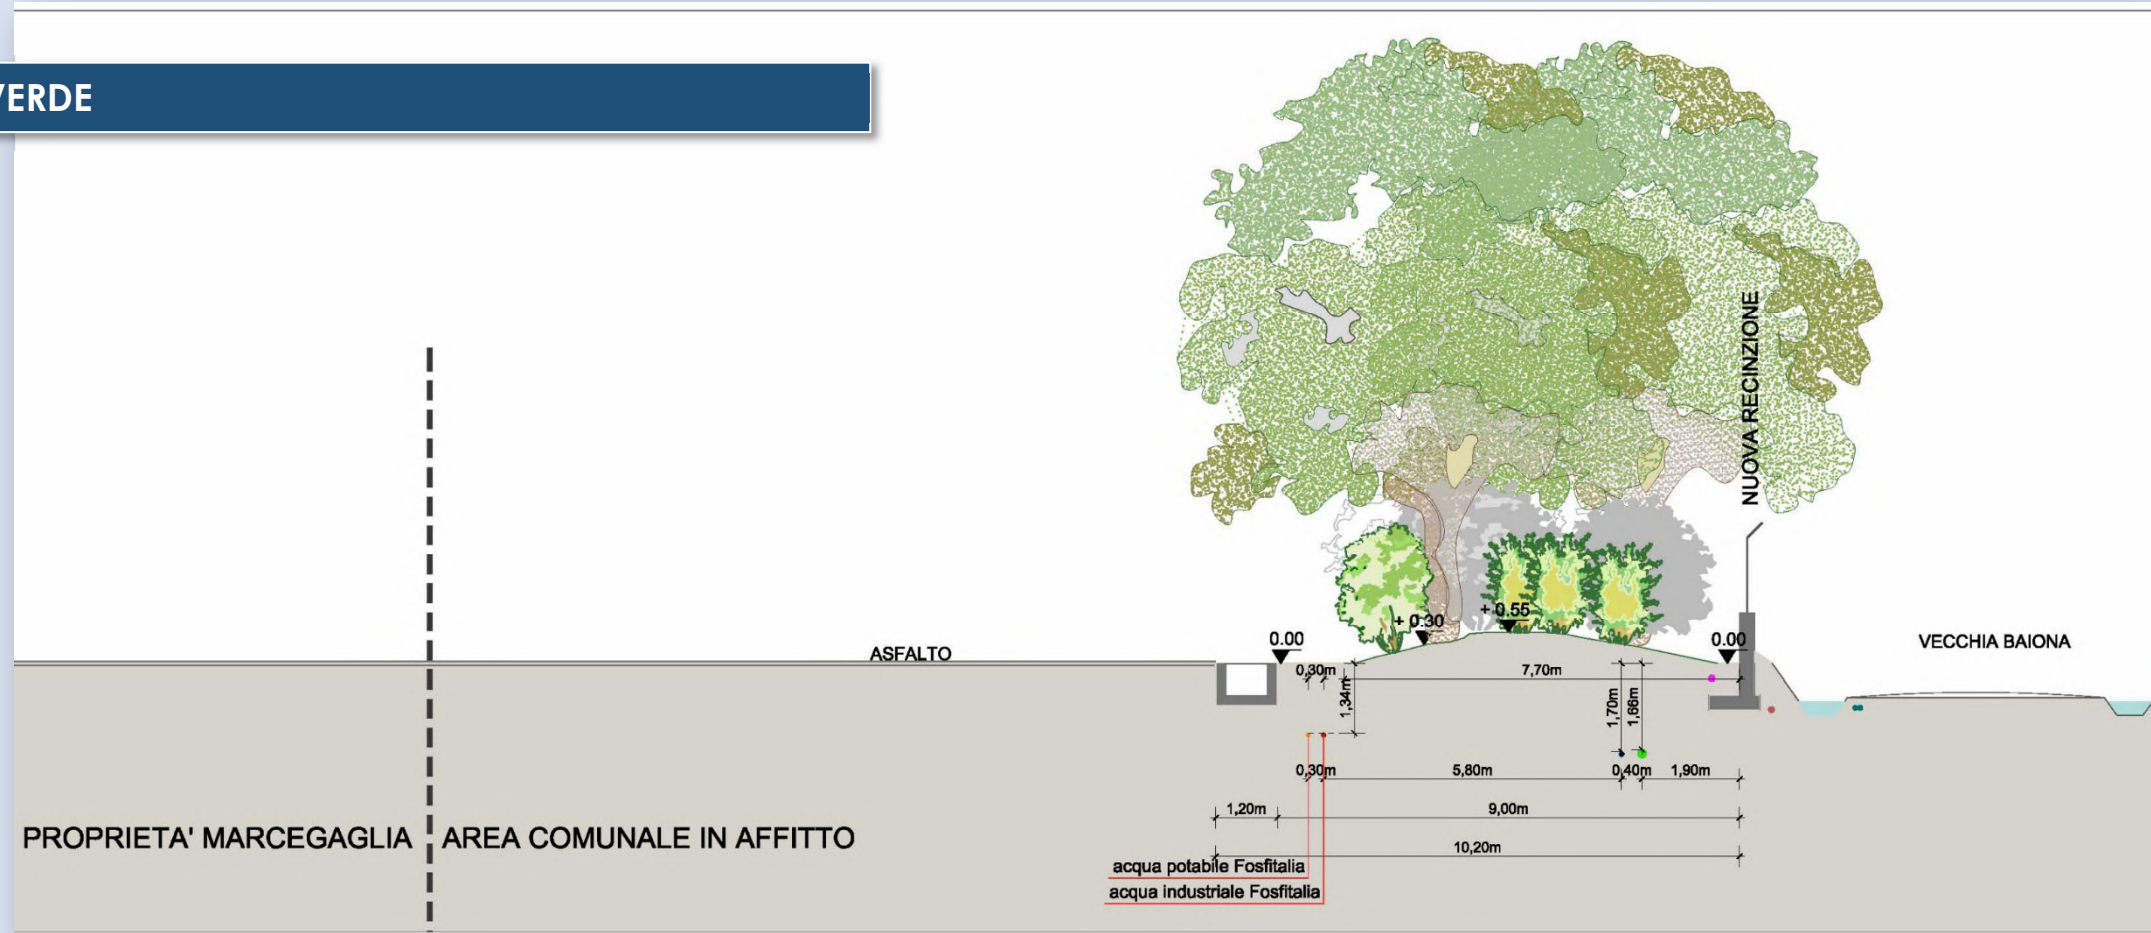 VERDE
NUOVA RECINZIONE
+ 0.30
+ 0.55
0.00
0.00
ASFALTO
VECCHIA BAIONA
0,30m
7,70m
1,34m
1,70m
1,66m
0,30m
5,80m
0,40m
1,90m
1,20m
9,00m
PROPRIETA' MARCEGAGLIA
AREA COMUNALE IN AFFITTO
10,20m
acqua potabile Fosfitalia
acqua industriale Fosfitalia